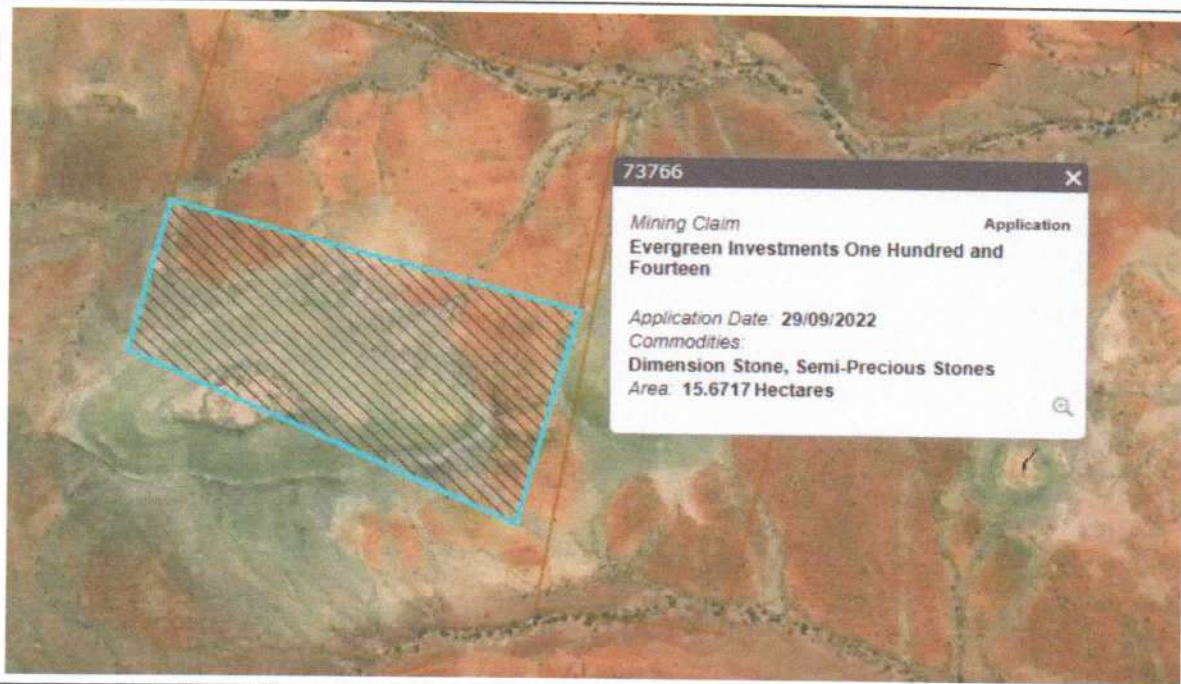 73766
Mining Claim Application
Evergreen Investments One Hundred and
Fourteen
Application Date: 29/09/2022
Commodities:
Dimension Stone, Semi-Precious Stones
Area: 15.6717 Hectares